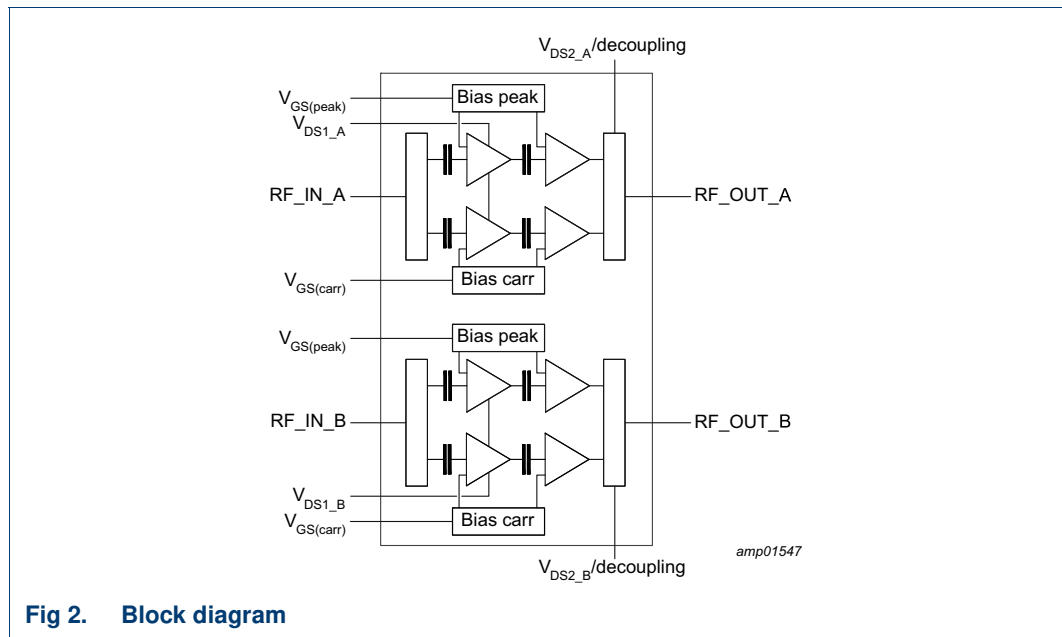 V_DS2_A/decoupling
V_GS(peak)
Bias peak
V_DS1_A
RF_IN_A
RF_OUT_A
V_GS(carr)
Bias carr
V_GS(peak)
Bias peak
RF_IN_B
RF_OUT_B
V_DS1_B
V_GS(carr)
Bias carr
amp01547
V_DS2_B/decoupling
Fig 2. Block diagram